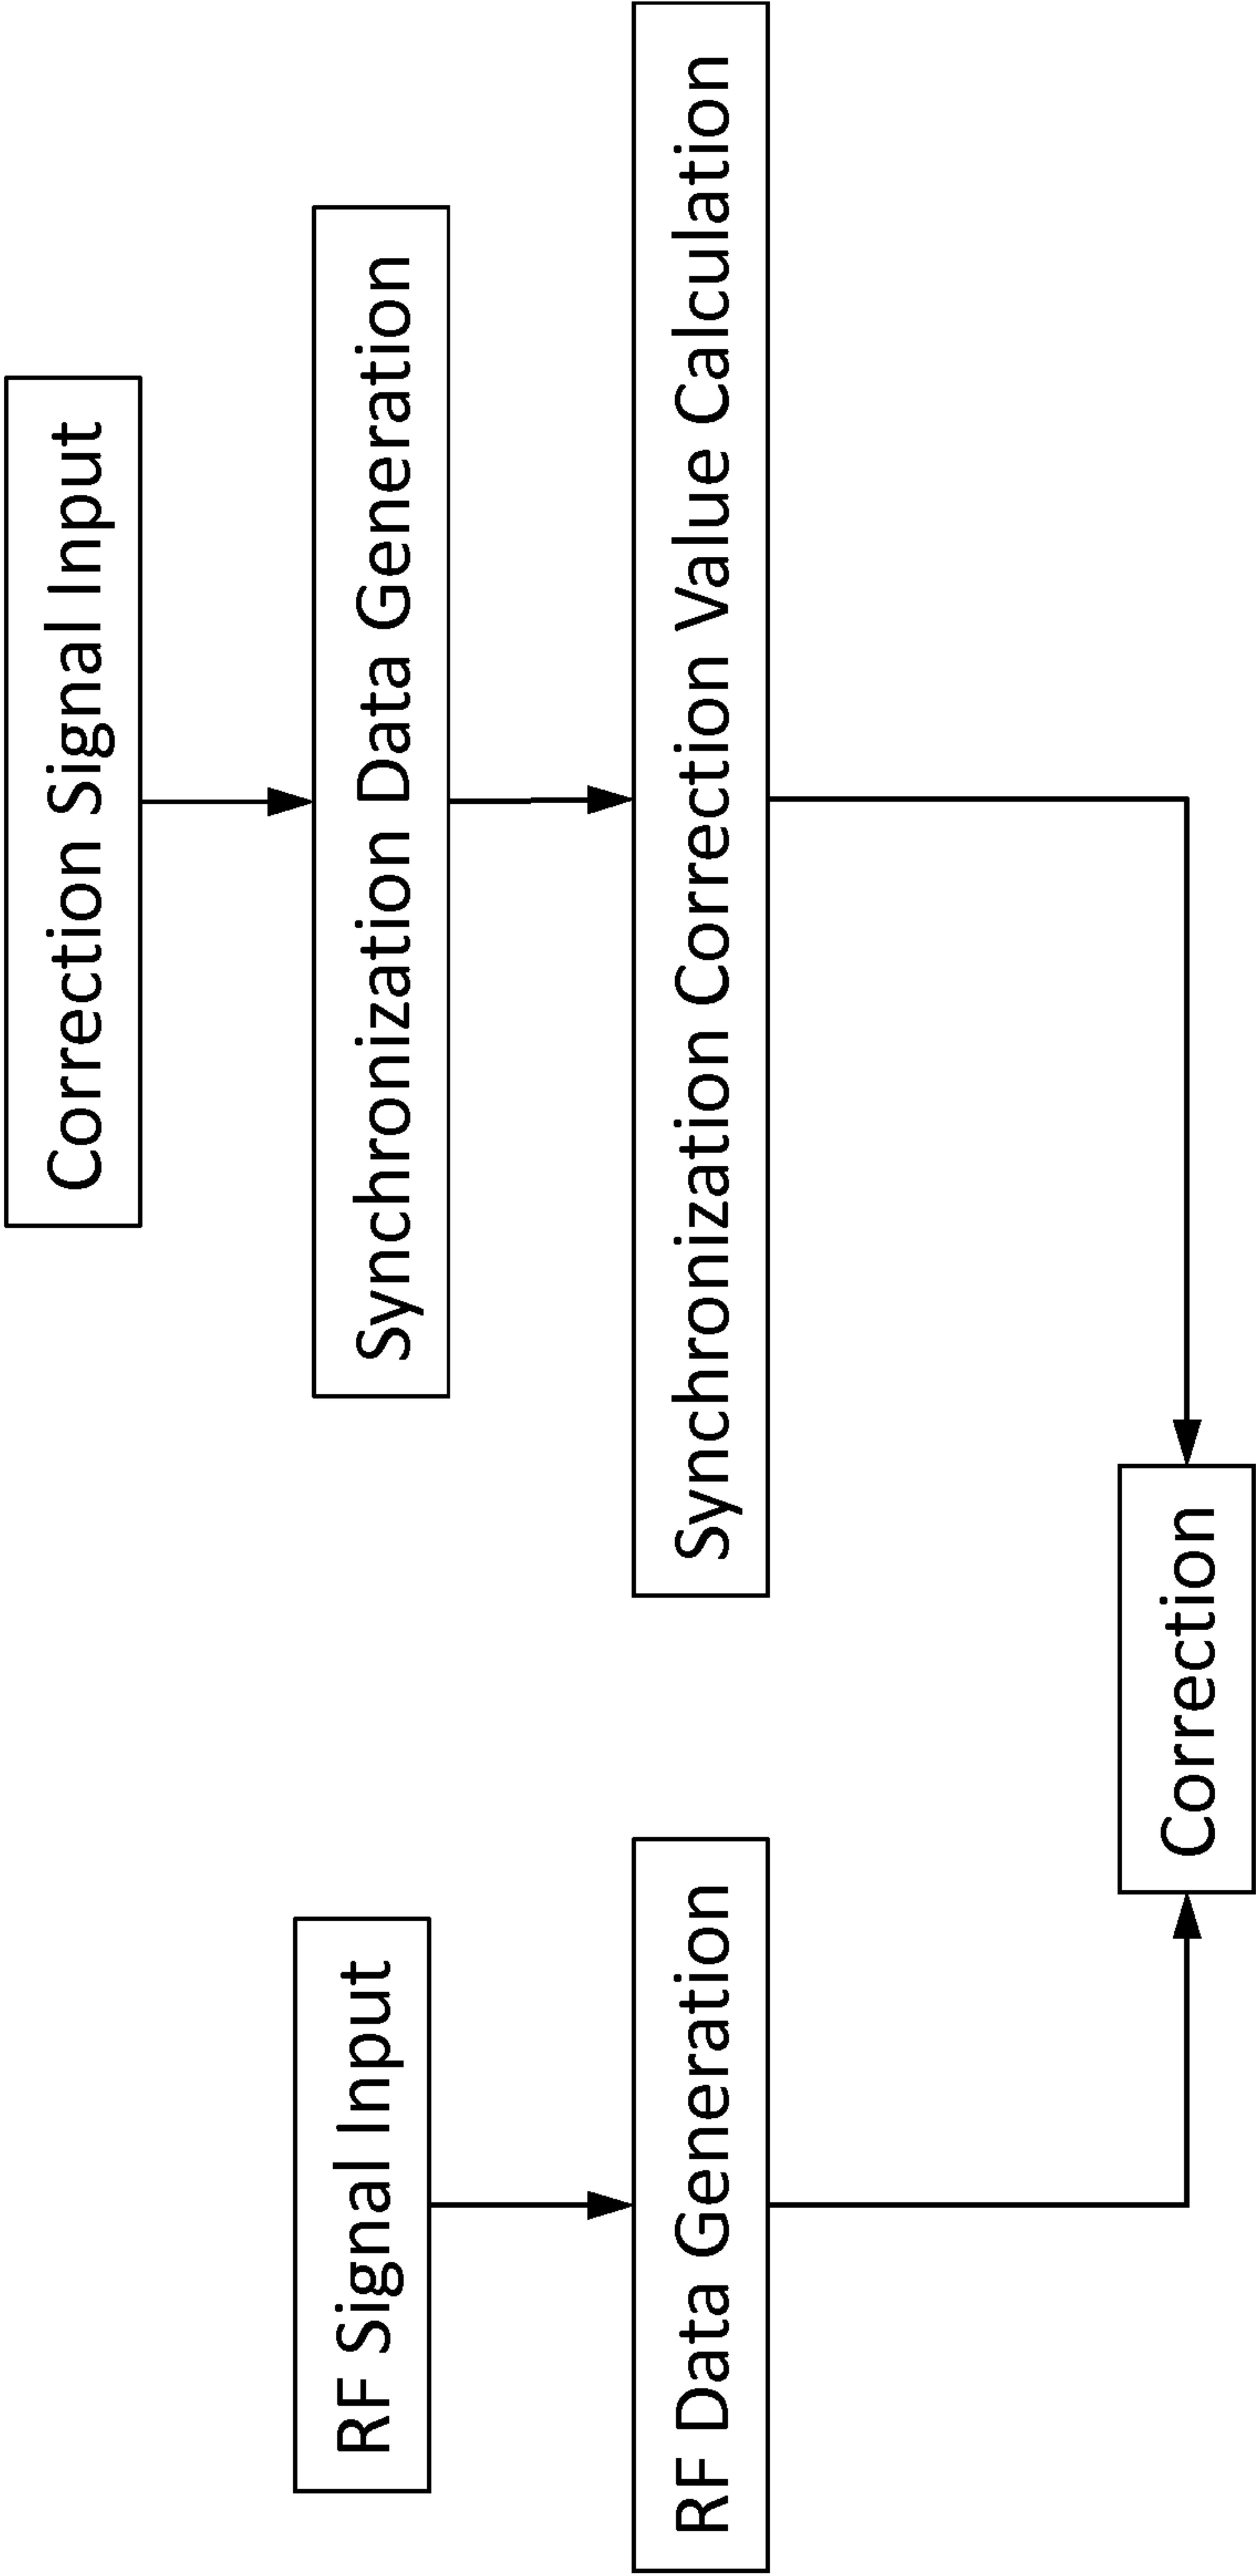 Correction Signal Input
RF Signal Input
Synchronization Data Generation
RF Data Generation
Synchronization Correction Value Calculation
Correction